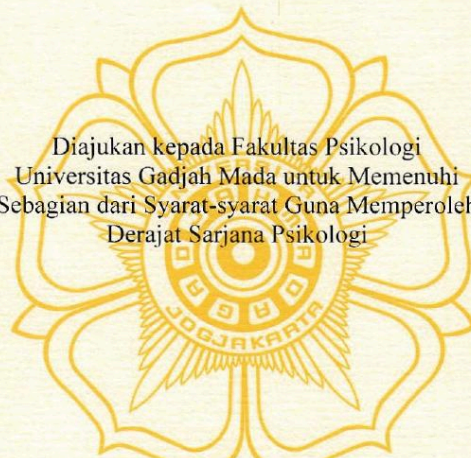 Diajukan kepada Fakultas Psikologi
Universitas Gadjah Mada untuk Memenuhi
Sebagian dari Syarat-syarat Guna Memperoleh
Derajat Sarjana Psikologi
JOGJAKARTA